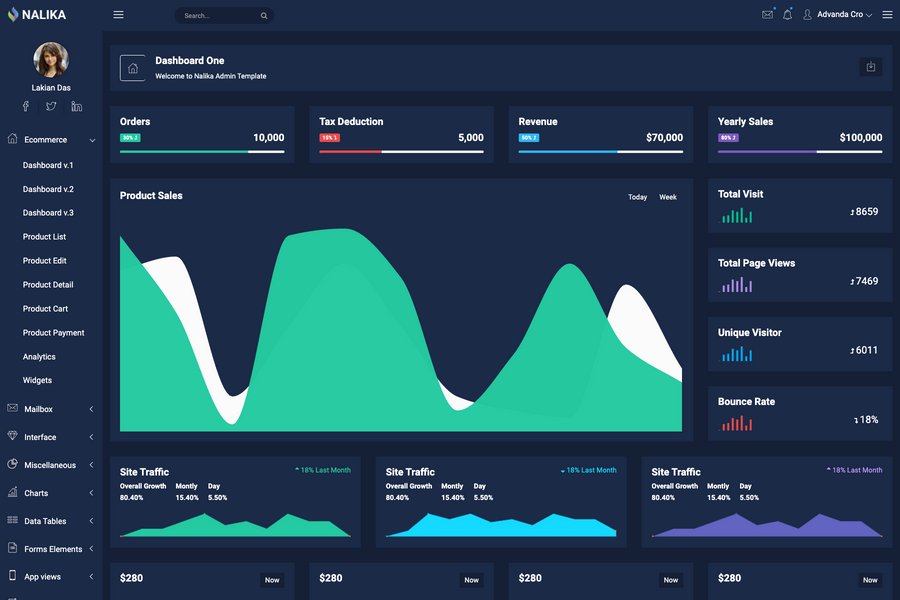 NALIKA
Search...
Advanda Cro
Lakian Das
Ecommerce
Dashboard v.1
Dashboard v.2
Dashboard v.3
Product List
Product Edit
Product Detail
Product Cart
Product Payment
Analytics
Widgets
Mailbox
Interface
Miscellaneous
Charts
Data Tables
Forms Elements
App views
Dashboard One
Welcome to Nalika Admin Template
Orders
30%
10,000
Tax Deduction
15%
5,000
Revenue
50%
$70,000
Yearly Sales
80%
$100,000
Product Sales
Today Week
Total Visit
8659
Total Page Views
7469
Unique Visitor
6011
Bounce Rate
18%
Site Traffic
18% Last Month
Overall Growth Montly Day
80.40% 15.40% 5.50%
Site Traffic
18% Last Month
Overall Growth Montly Day
80.40% 15.40% 5.50%
Site Traffic
18% Last Month
Overall Growth Montly Day
80.40% 15.40% 5.50%
$280 Now
$280 Now
$280 Now
$280 Now